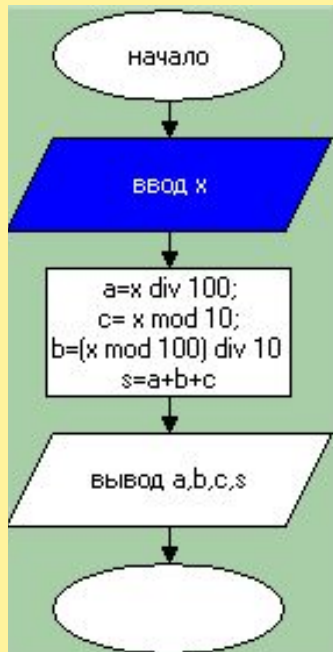 начало
ввод x
a=x div 100;
c= x mod 10;
b=(x mod 100) div 10
s=a+b+c
вывод a,b,c,s